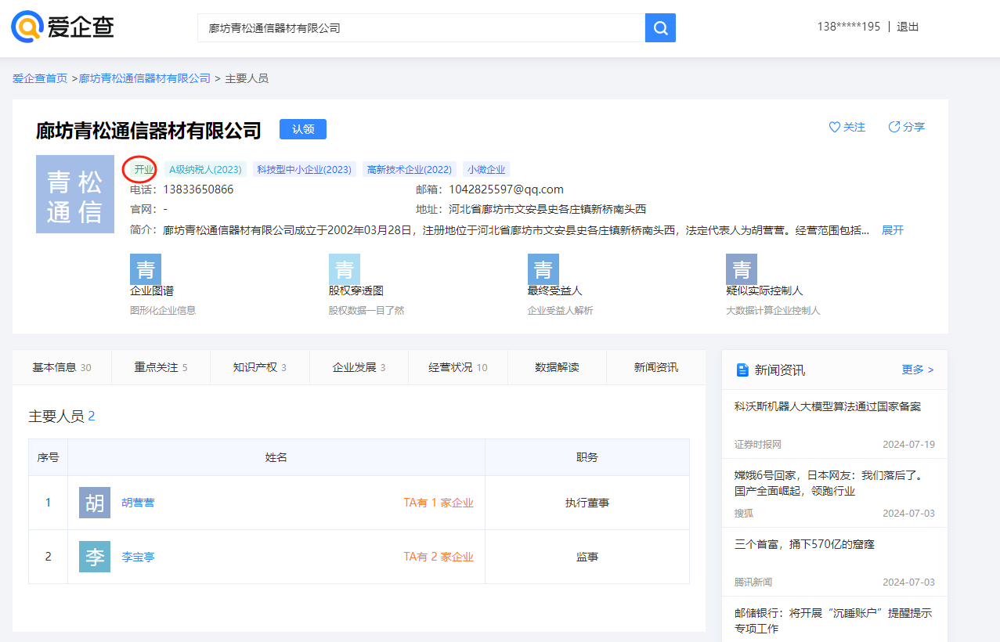 爱企查
廊坊青松通信器材有限公司
138*****195 | 退出
爱企查首页 >廊坊青松通信器材有限公司 > 主要人员
廊坊青松通信器材有限公司 认领
关注 分享
青松
通信
开业 A级纳税人(2023) 科技型中小企业(2023) 高新技术企业(2022) 小微企业
电话：13833650866 邮箱：1042825597@qq.com
官网：- 地址：河北省廊坊市文安县史各庄镇新桥南头西
简介：廊坊青松通信器材有限公司成立于2002年03月28日，注册地位于河北省廊坊市文安县史各庄镇新桥南头西，法定代表人为胡营营。经营范围包括... 展开
青 青 青 青
企业图谱 股权穿透图 最终受益人 疑似实际控制人
图形化企业信息 股权数据一目了然 企业受益人解析 大数据计算企业控制人
基本信息 30 重点关注 5 知识产权 3 企业发展 3 经营状况 10 数据解读 新闻资讯
主要人员 2
序号 姓名 职务
1 胡 胡营营 TA有 1 家企业 执行董事
2 李 李宝亭 TA有 2 家企业 监事
新闻资讯 更多 >
科沃斯机器人大模型算法通过国家备案
证券时报网 2024-07-19
嫦娥6号回家，日本网友：我们落后了。
国产全面崛起，领跑行业
搜狐 2024-07-03
三个首富，捅下570亿的窟窿
腾讯新闻 2024-07-03
邮储银行：将开展“沉睡账户”提醒提示
专项工作